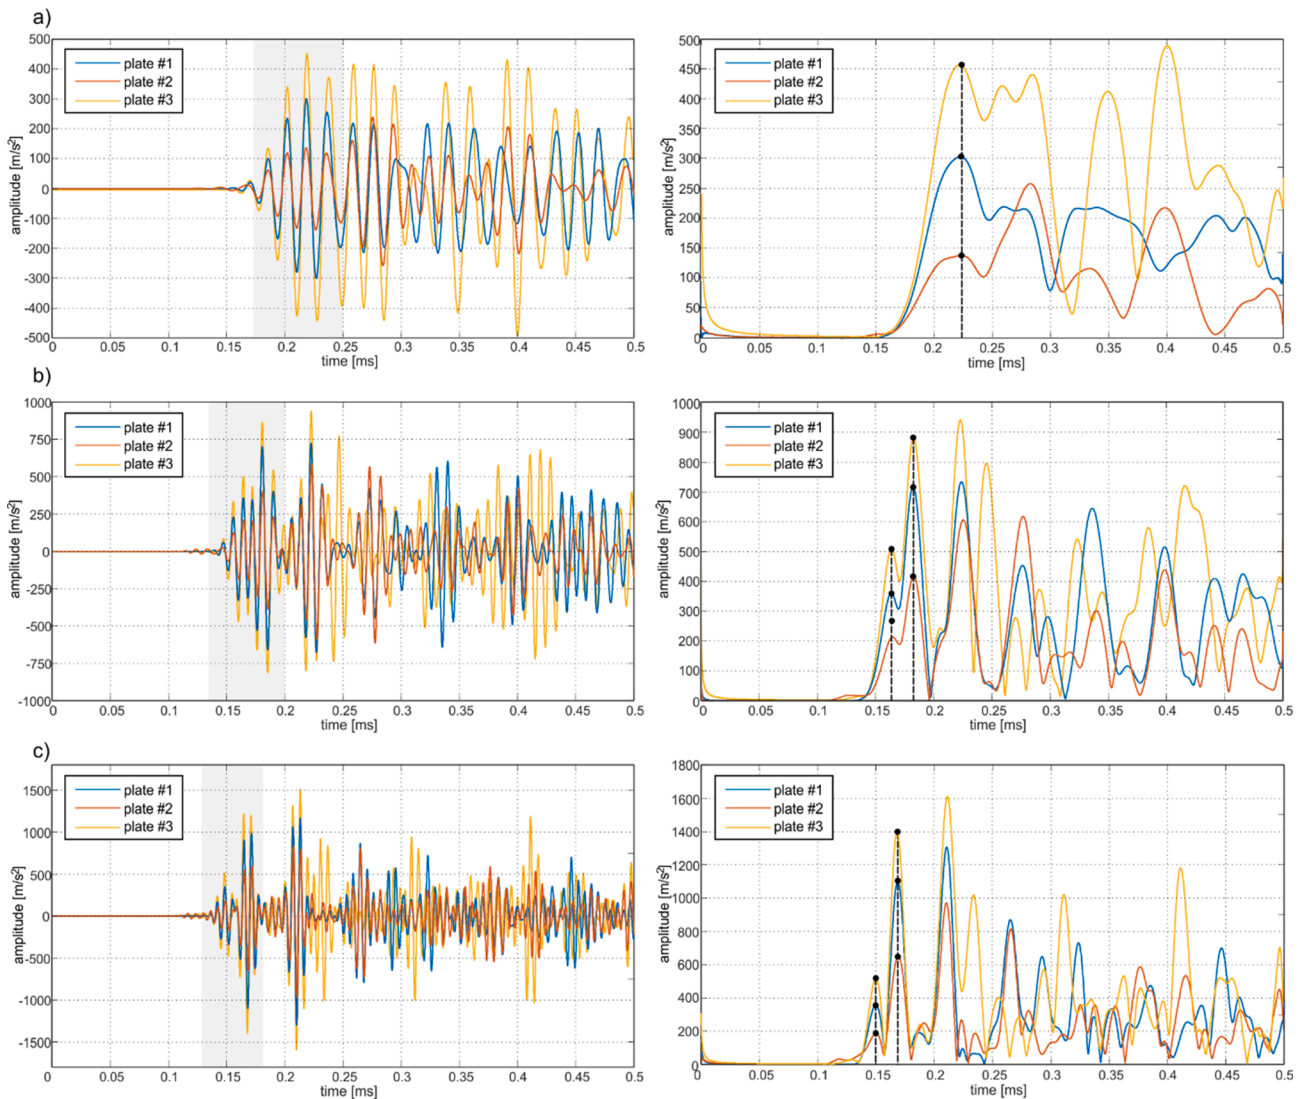 a)
500
400
300
200
100
0
-100
-200
-300
-400
-500
amplitude [m/s²]
plate #1
plate #2
plate #3
0 0.05 0.1 0.15 0.2 0.25 0.3 0.35 0.4 0.45 0.5
time [ms]
500
450
400
350
300
250
200
150
100
50
0
amplitude [m/s²]
plate #1
plate #2
plate #3
0 0.05 0.1 0.15 0.2 0.25 0.3 0.35 0.4 0.45 0.5
time [ms]
b)
1000
750
500
250
0
-250
-500
-750
-1000
amplitude [m/s²]
plate #1
plate #2
plate #3
0 0.05 0.1 0.15 0.2 0.25 0.3 0.35 0.4 0.45 0.5
time [ms]
1000
900
800
700
600
500
400
300
200
100
0
amplitude [m/s²]
plate #1
plate #2
plate #3
0 0.05 0.1 0.15 0.2 0.25 0.3 0.35 0.4 0.45 0.5
time [ms]
c)
1500
1000
500
0
-500
-1000
-1500
amplitude [m/s²]
plate #1
plate #2
plate #3
0 0.05 0.1 0.15 0.2 0.25 0.3 0.35 0.4 0.45 0.5
time [ms]
1800
1600
1400
1200
1000
800
600
400
200
0
amplitude [m/s²]
plate #1
plate #2
plate #3
0 0.05 0.1 0.15 0.2 0.25 0.3 0.35 0.4 0.45 0.5
time [ms]